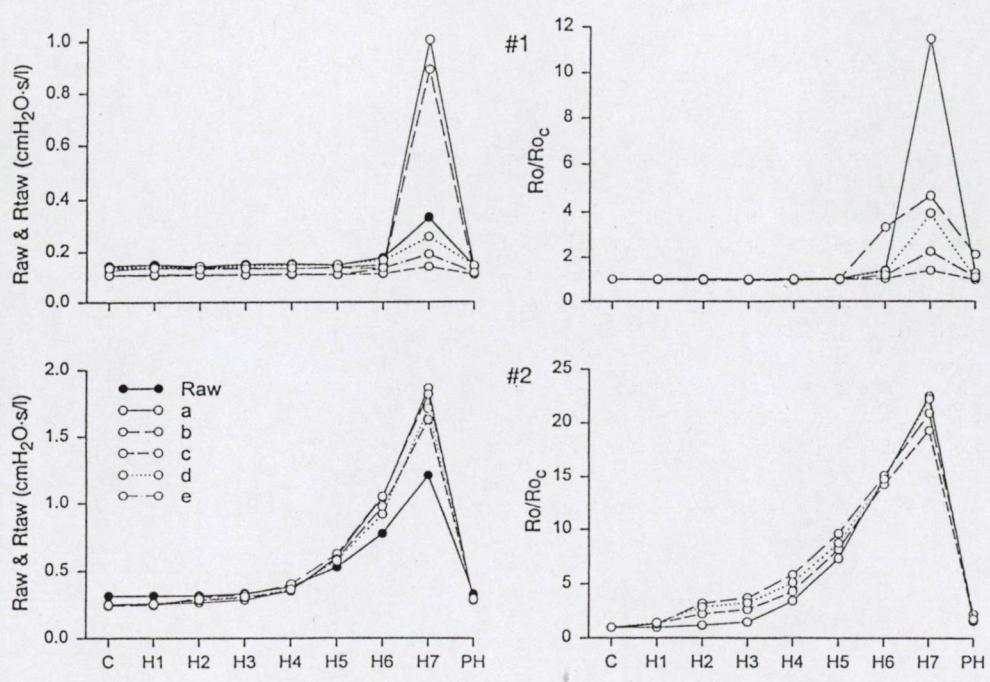 #1
Raw & Rtaw (cmH₂O·s/l)
1.0
0.8
0.6
0.4
0.2
0.0
Ro/Ro_C
12
10
8
6
4
2
0
#2
Raw & Rtaw (cmH₂O·s/l)
2.0
1.5
1.0
0.5
0.0
Raw
a
b
c
d
e
C H1 H2 H3 H4 H5 H6 H7 PH
Ro/Ro_C
25
20
15
10
5
0
C H1 H2 H3 H4 H5 H6 H7 PH